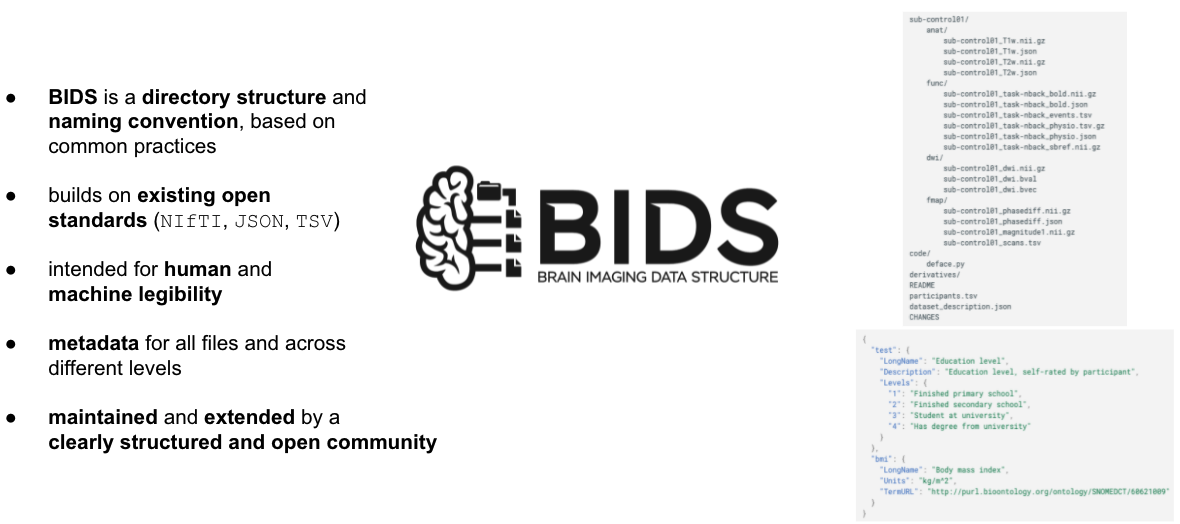 ● BIDS is a directory structure and
naming convention, based on
common practices
● builds on existing open
standards (NIfTI, JSON, TSV)
● intended for human and
machine legibility
● metadata for all files and across
different levels
● maintained and extended by a
clearly structured and open community
BIDS
BRAIN IMAGING DATA STRUCTURE
sub-control01/
anat/
sub-control01_T1w.nii.gz
sub-control01_T1w.json
sub-control01_T2w.nii.gz
sub-control01_T2w.json
func/
sub-control01_task-nback_bold.nii.gz
sub-control01_task-nback_bold.json
sub-control01_task-nback_events.tsv
sub-control01_task-nback_physio.tsv.gz
sub-control01_task-nback_physio.json
sub-control01_task-nback_sbref.nii.gz
dwi/
sub-control01_dwi.nii.gz
sub-control01_dwi.bval
sub-control01_dwi.bvec
fmap/
sub-control01_phasediff.nii.gz
sub-control01_phasediff.json
sub-control01_magnitude1.nii.gz
sub-control01_scans.tsv
code/
deface.py
derivatives/
README
participants.tsv
dataset_description.json
CHANGES
{
"test": {
"LongName": "Education level",
"Description": "Education level, self-rated by participant",
"Levels": {
"1": "Finished primary school",
"2": "Finished secondary school",
"3": "Student at university",
"4": "Has degree from university"
}
},
"bmi": {
"LongName": "Body mass index",
"Units": "kg/m^2",
"TermURL": "http://purl.bioontology.org/ontology/SNOMEDCT/60621009"
}
}